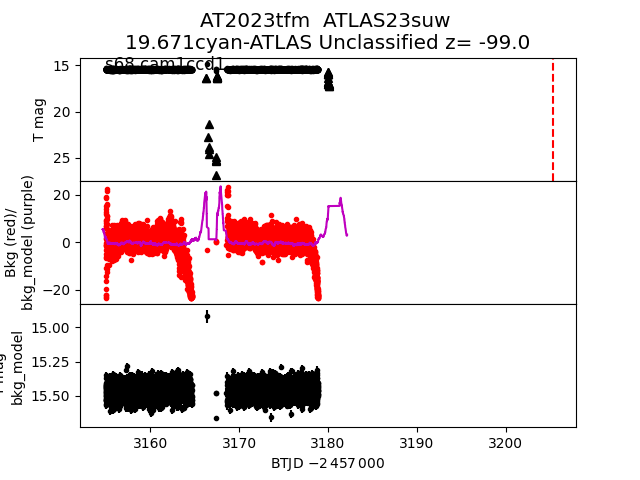 AT2023tfm  ATLAS23suw
19.671cyan-ATLAS Unclassified z= -99.0
s68 cam1ccd1
15
20
25
T mag
20
0
−20
Bkg (red)/
bkg_model (purple)
15.00
15.25
15.50
mag
bkg_model
3160
3170
3180
3190
3200
BTJD −2 457 000